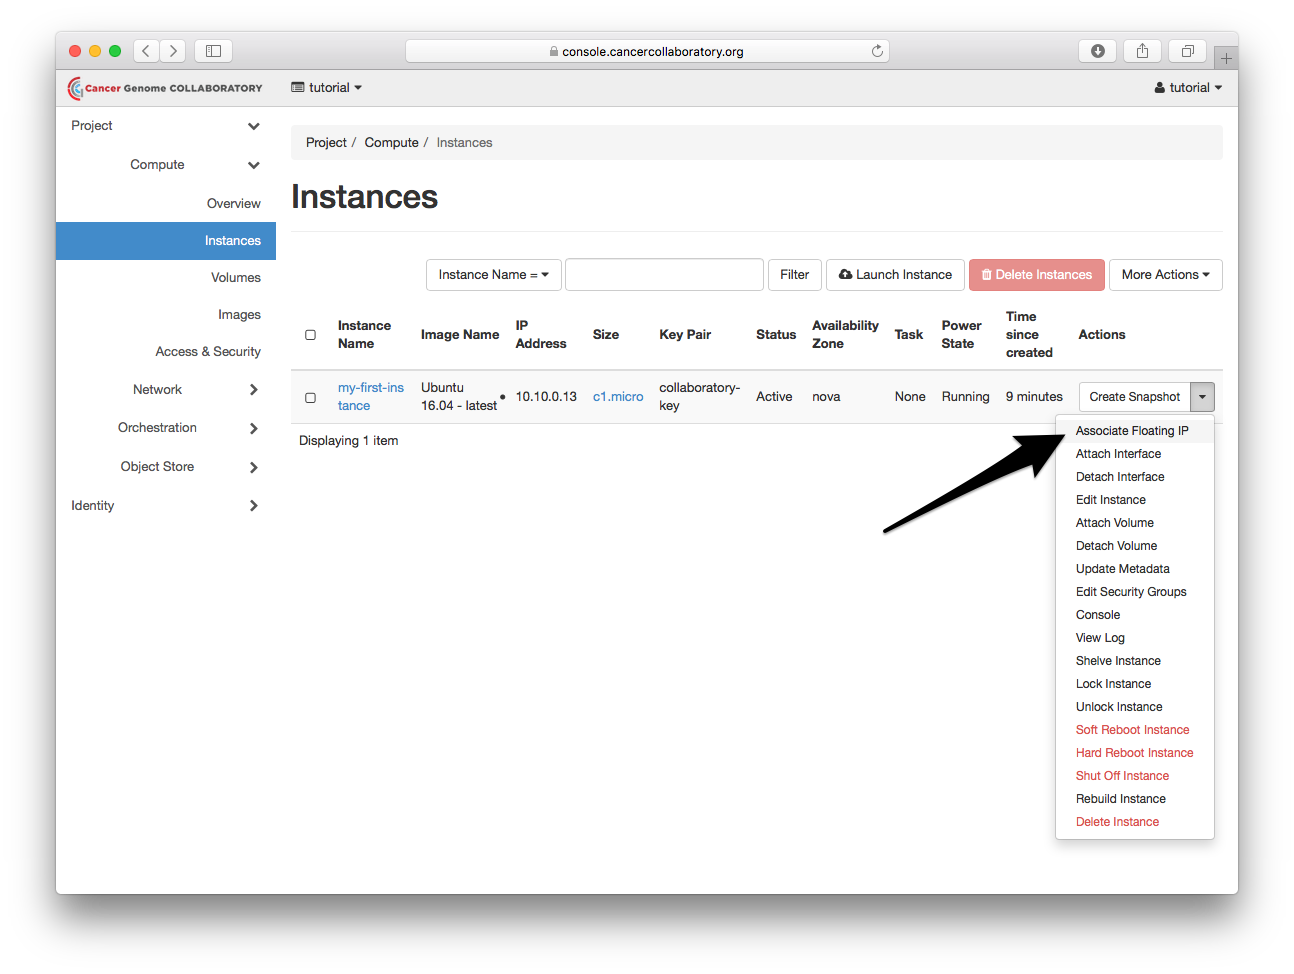 console.cancercollaboratory.org
Cancer Genome COLLABORATORY
tutorial
tutorial
Project
Compute
Overview
Instances
Volumes
Images
Access & Security
Network
Orchestration
Object Store
Identity
Project / Compute / Instances
Instances
Instance Name =
Filter
Launch Instance
Delete Instances
More Actions
Instance Name
Image Name
IP Address
Size
Key Pair
Status
Availability Zone
Task
Power State
Time since created
Actions
my-first-ins
tance
Ubuntu
16.04 - latest
10.10.0.13
c1.micro
collaboratory-
key
Active
nova
None
Running
9 minutes
Create Snapshot
Displaying 1 item
Associate Floating IP
Attach Interface
Detach Interface
Edit Instance
Attach Volume
Detach Volume
Update Metadata
Edit Security Groups
Console
View Log
Shelve Instance
Lock Instance
Unlock Instance
Soft Reboot Instance
Hard Reboot Instance
Shut Off Instance
Rebuild Instance
Delete Instance